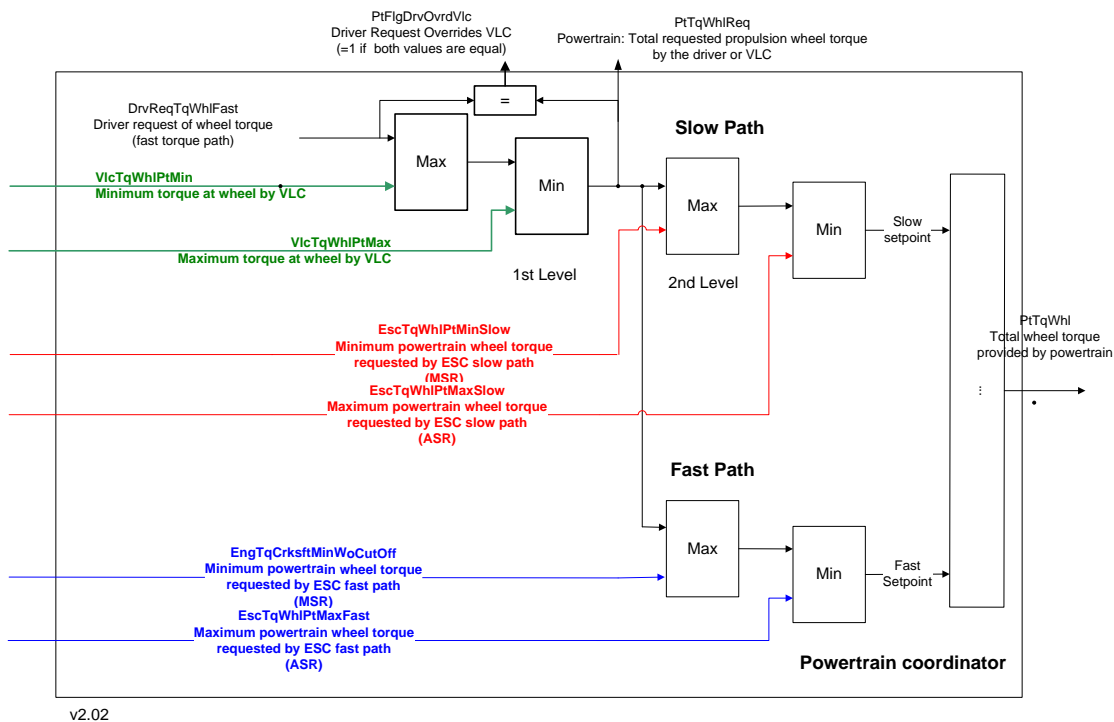 PtFlgDrvOvrdVlc
Driver Request Overrides VLC
(=1 if both values are equal)
PtTqWhlReq
Powertrain: Total requested propulsion wheel torque
by the driver or VLC
DrvReqTqWhlFast
Driver request of wheel torque
(fast torque path)
=
Max
Min
Slow Path
VlcTqWhlPtMin
Minimum torque at wheel by VLC
VlcTqWhlPtMax
Maximum torque at wheel by VLC
1st Level
Max
2nd Level
Min
Slow
setpoint
EscTqWhlPtMinSlow
Minimum powertrain wheel torque
requested by ESC slow path
(MSR)
EscTqWhlPtMaxSlow
Maximum powertrain wheel torque
requested by ESC slow path
(ASR)
...
PtTqWhl
Total wheel torque
provided by powertrain
Fast Path
Max
Min
Fast
Setpoint
EngTqCrksftMinWoCutOff
Minimum powertrain wheel torque
requested by ESC fast path
(MSR)
EscTqWhlPtMaxFast
Maximum powertrain wheel torque
requested by ESC fast path
(ASR)
Powertrain coordinator
v2.02